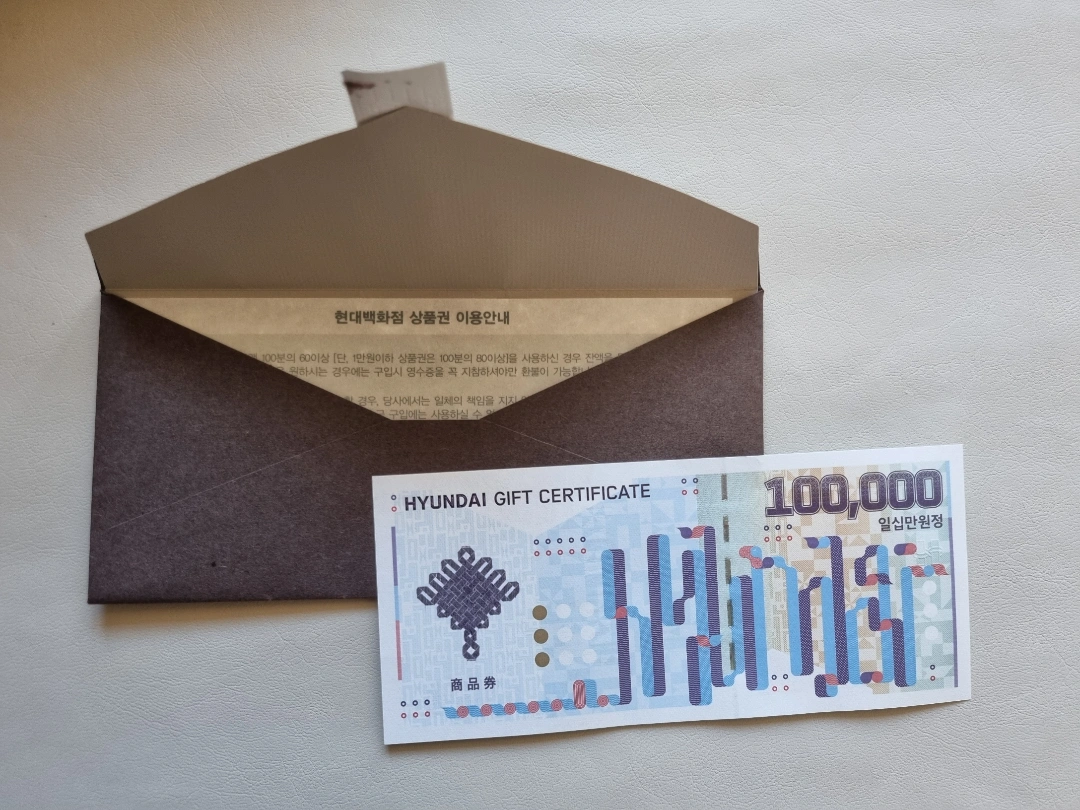 현대백화점 상품권 이용안내
100분의 60이상 [단, 1만원이하 상품권은 100분의 80이상]을 사용하신 경우 잔액을
원하시는 경우에는 구입시 영수증을 꼭 지참하셔야만 환불이 가능합니
경우, 당사에서는 일체의 책임을 지지
구입에는 사용하실 수
HYUNDAI GIFT CERTIFICATE
100,000
일십만원정
商品券